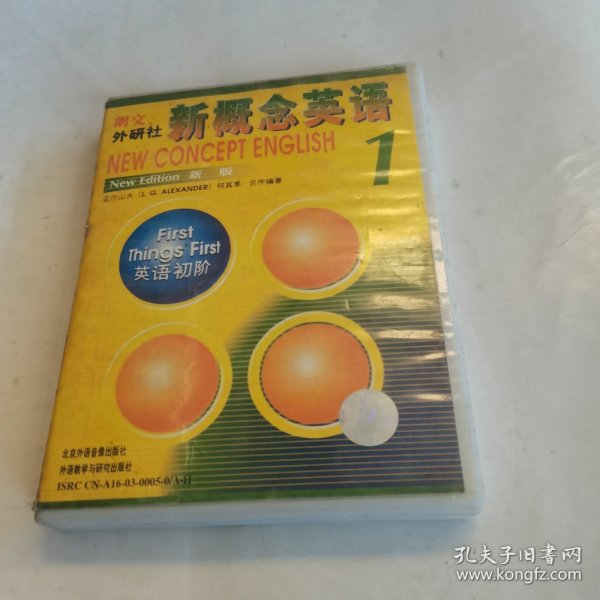 朗文
外研社
新概念英语
NEW CONCEPT ENGLISH
1
New Edition 新 版
亚历山大 (L. G. ALEXANDER) 何其莘 合作编著
First
Things First
英语初阶
北京外语音像出版社
外语教学与研究出版社
ISRC CN-A16-03-0005-0/A·H
孔夫子旧书网
www.kongfz.com